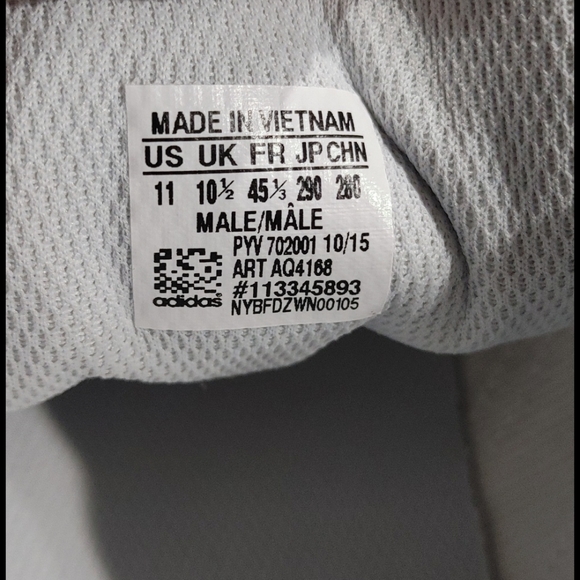 MADE IN VIETNAM
US UK FR JP CHN
11 10½ 45⅓ 290 280
MALE/MÂLE
PYV 702001 10/15
ART AQ4168
#113345893
adidas NYBFDZWN00105